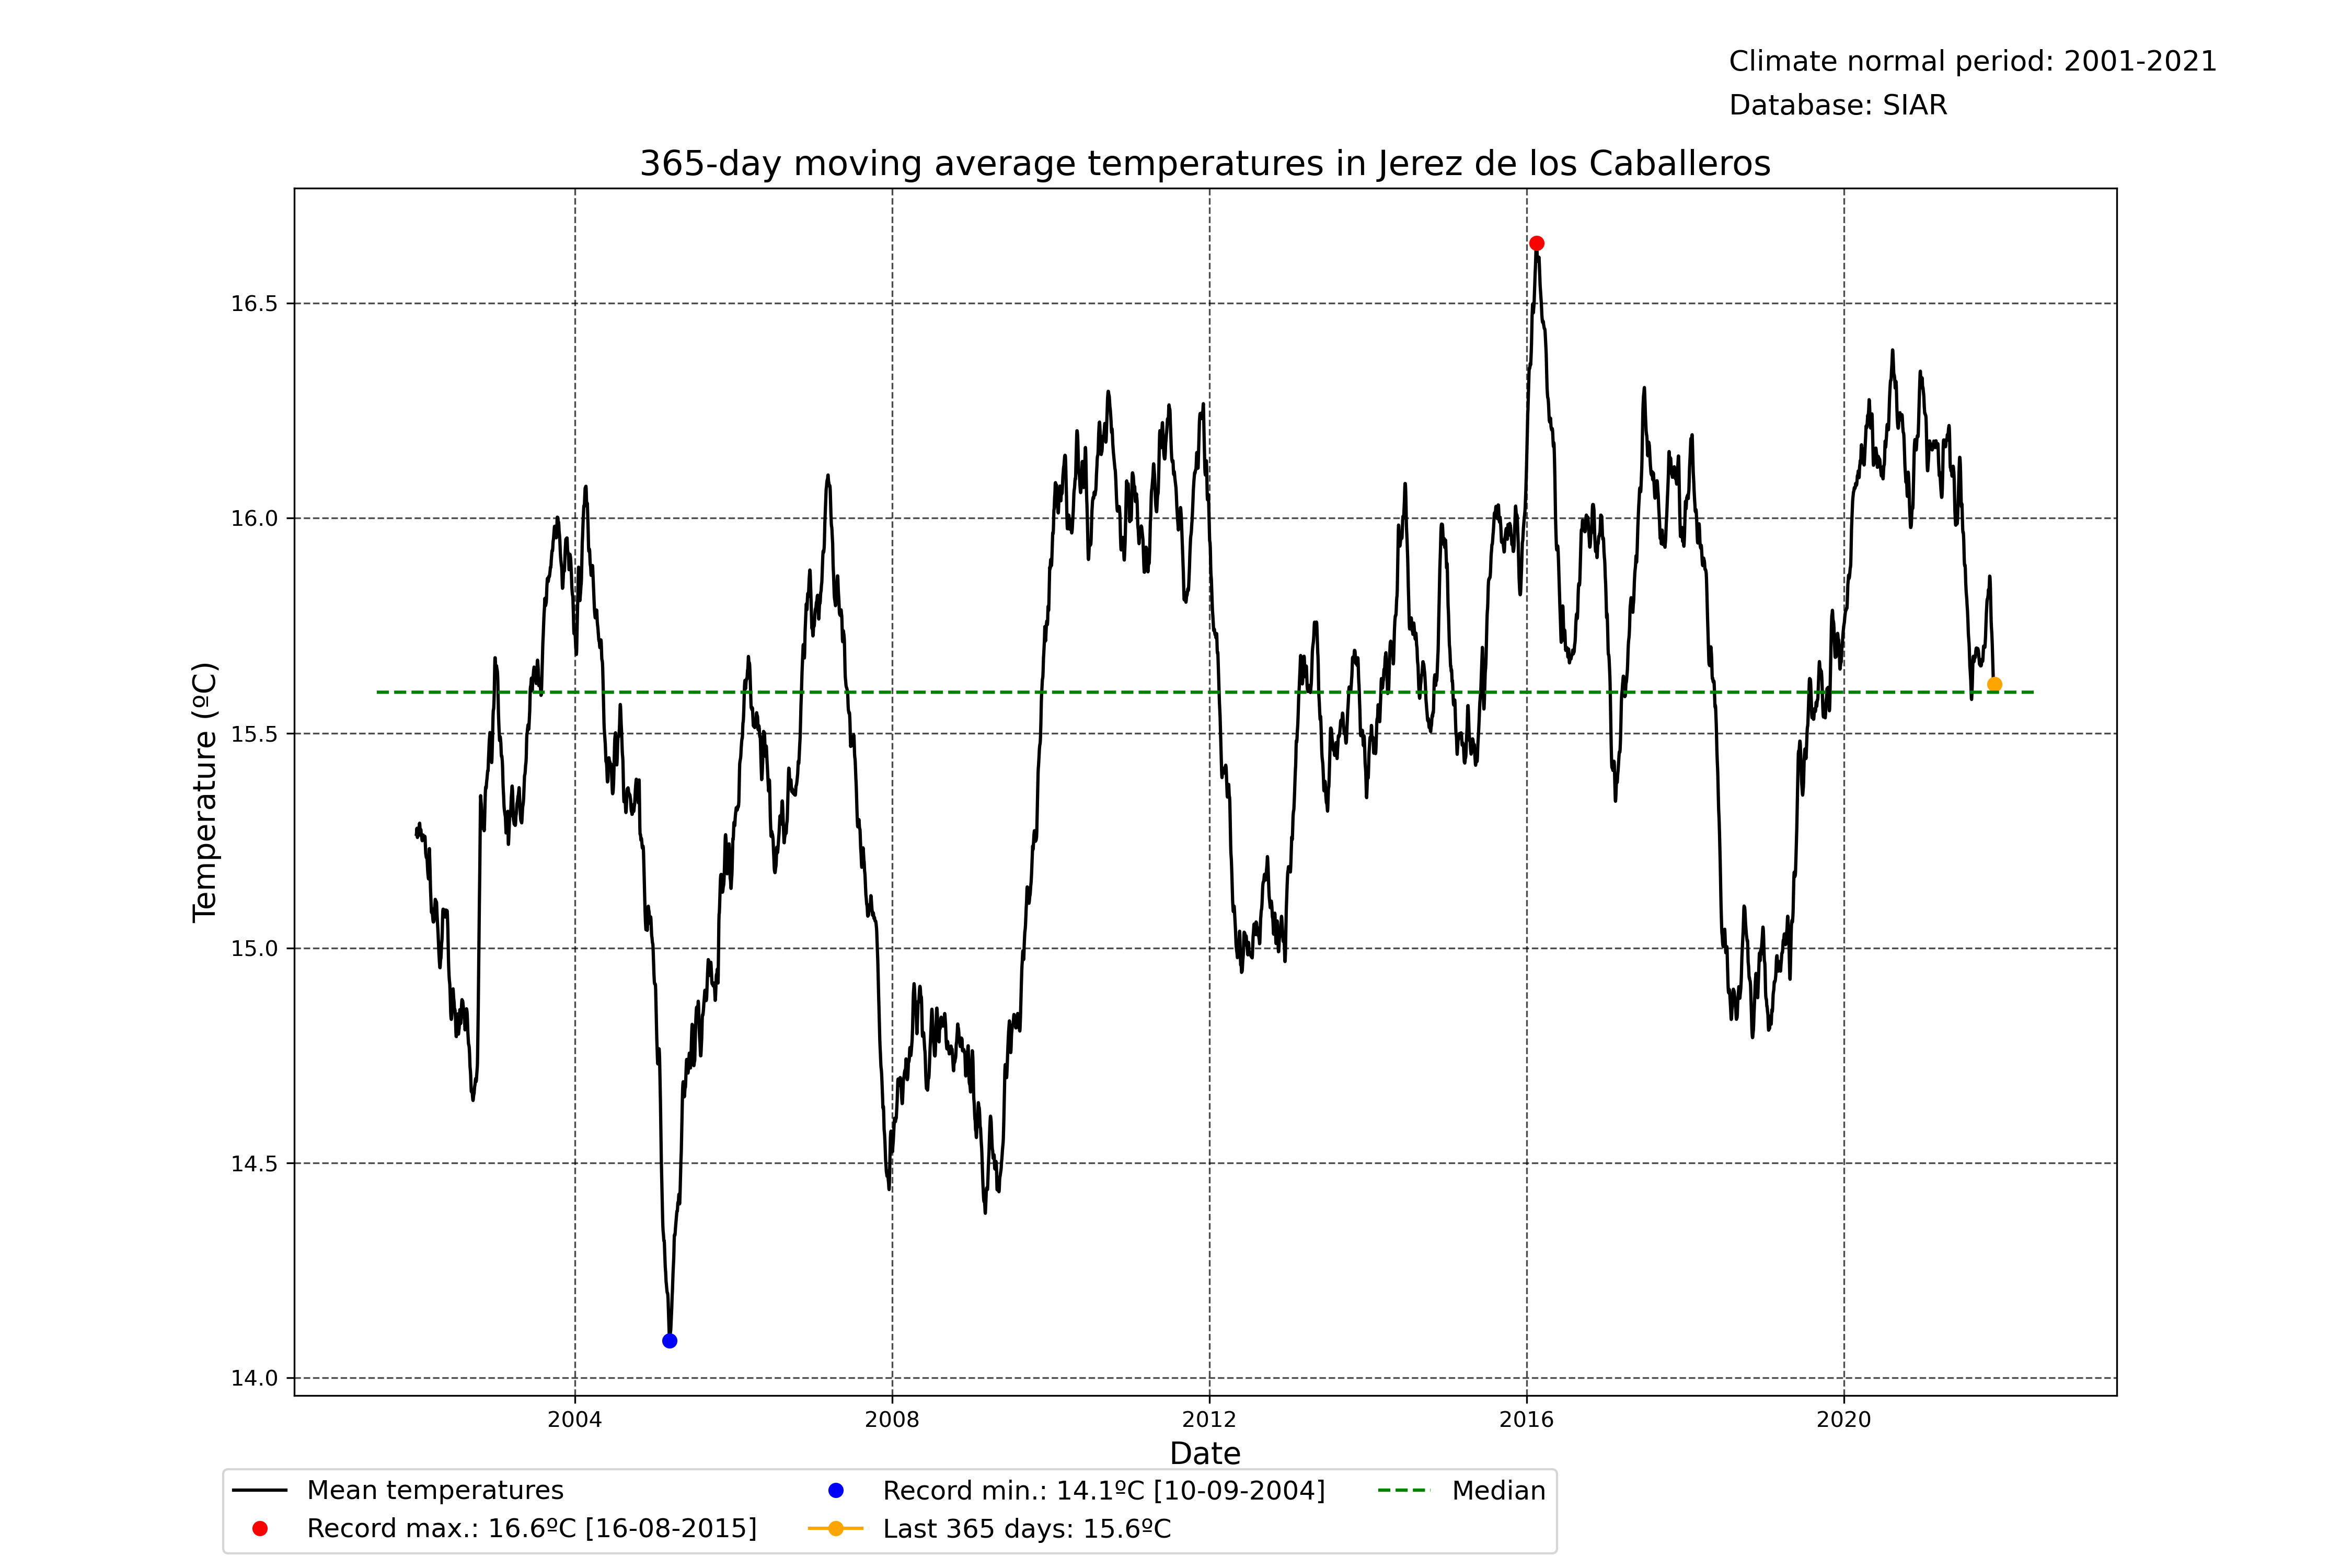 Climate normal period: 2001-2021
Database: SIAR
365-day moving average temperatures in Jerez de los Caballeros
16.5
16.0
15.5
15.0
14.5
14.0
Temperature (ºC)
2004 2008 2012 2016 2020
Date
Mean temperatures
Record max.: 16.6ºC [16-08-2015]
Record min.: 14.1ºC [10-09-2004]
Last 365 days: 15.6ºC
Median